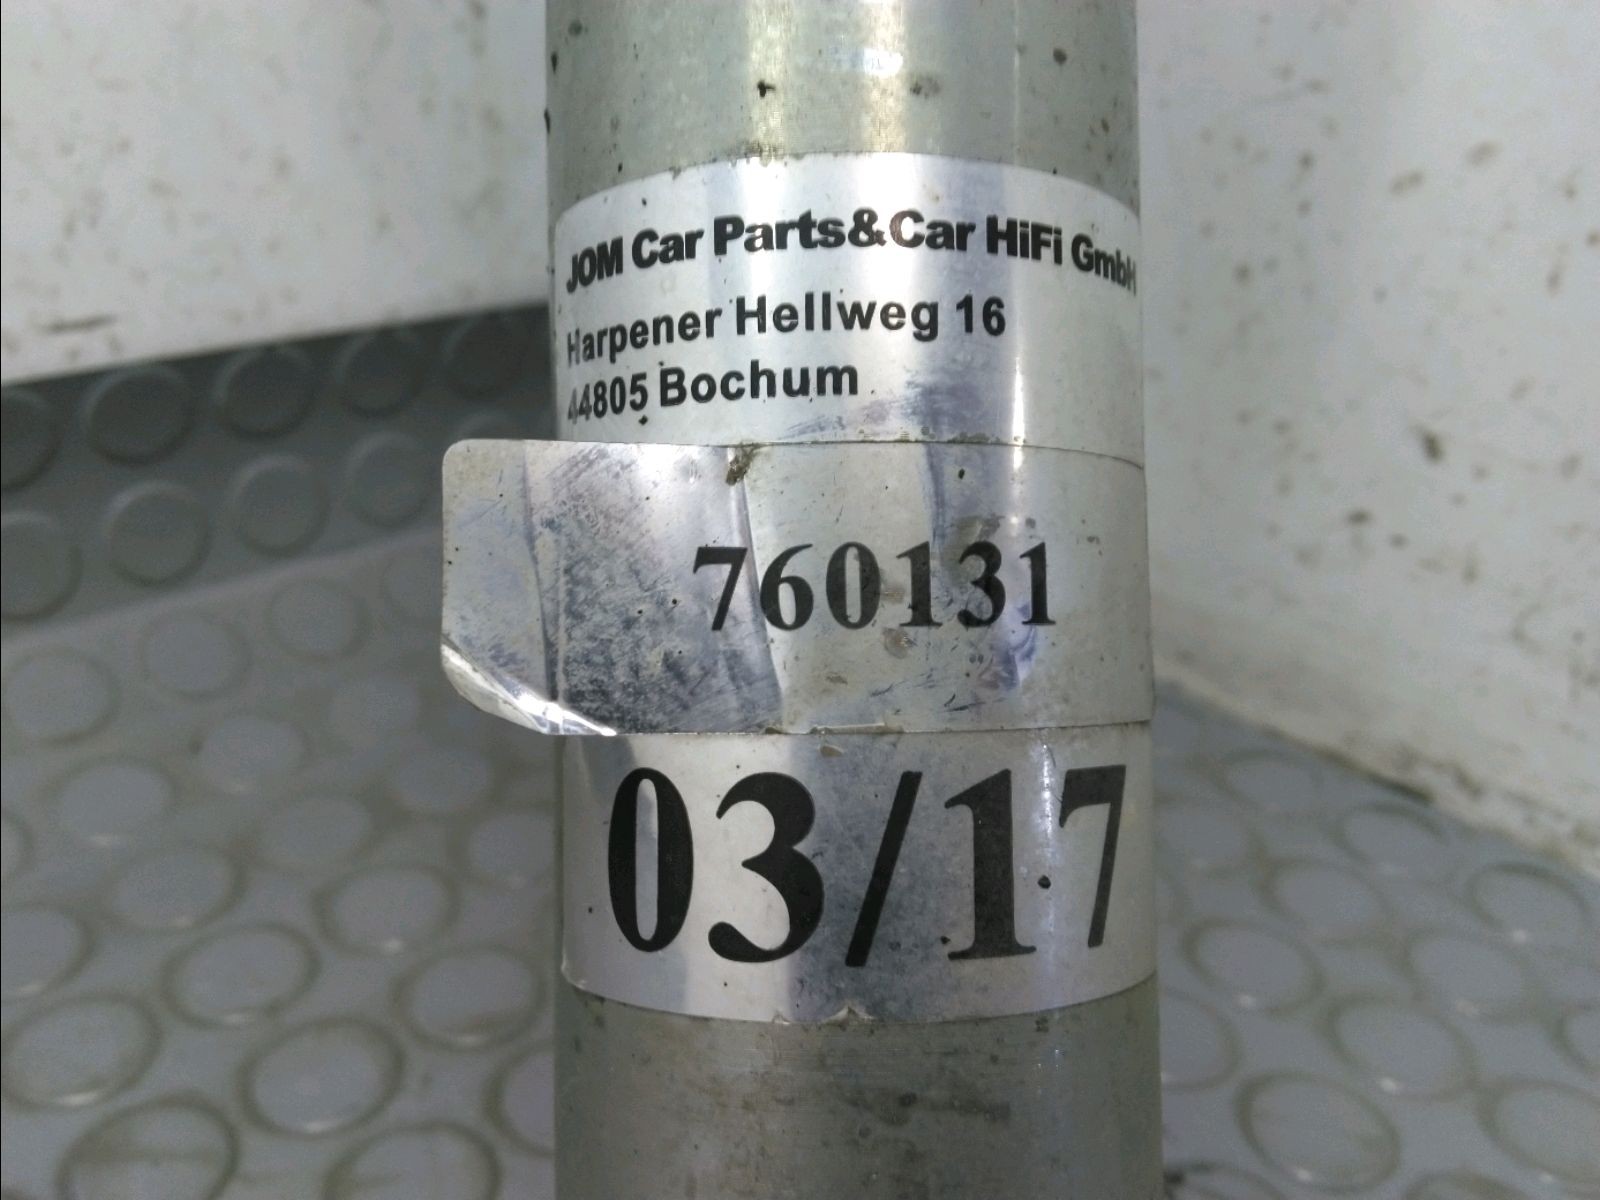 JOM Car Parts&Car HiFi GmbH
Harpener Hellweg 16
44805 Bochum
760131
03/17